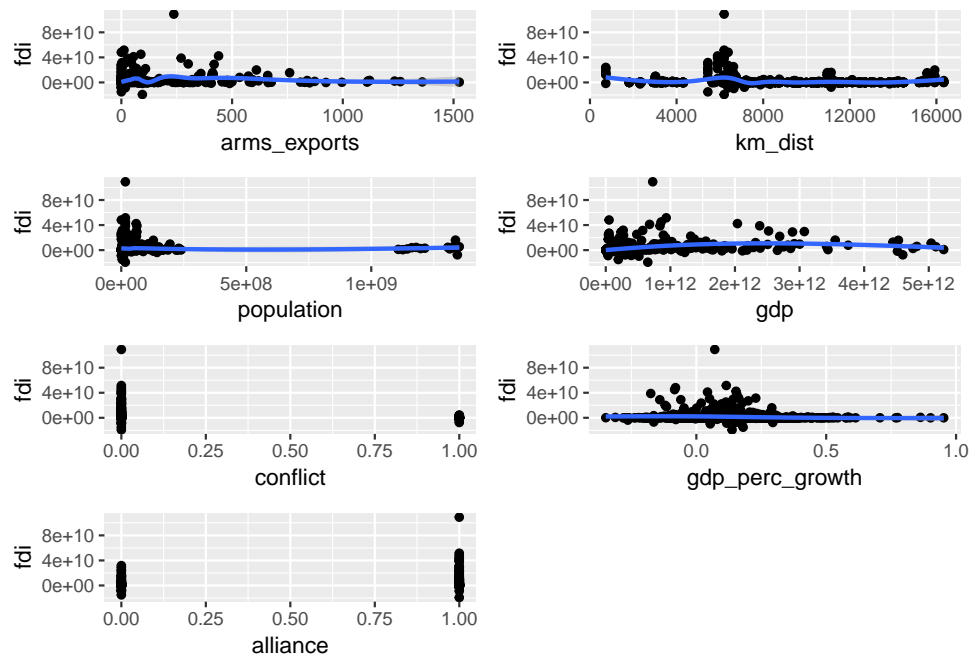 fdi
8e+10
4e+10
0e+00
0 500 1000 1500
arms_exports
fdi
8e+10
4e+10
0e+00
0 4000 8000 12000 16000
km_dist
fdi
8e+10
4e+10
0e+00
0e+00 5e+08 1e+09
population
fdi
8e+10
4e+10
0e+00
0e+00 1e+12 2e+12 3e+12 4e+12 5e+12
gdp
fdi
8e+10
4e+10
0e+00
0.00 0.25 0.50 0.75 1.00
conflict
fdi
8e+10
4e+10
0e+00
0.0 0.5 1.0
gdp_perc_growth
fdi
8e+10
4e+10
0e+00
0.00 0.25 0.50 0.75 1.00
alliance